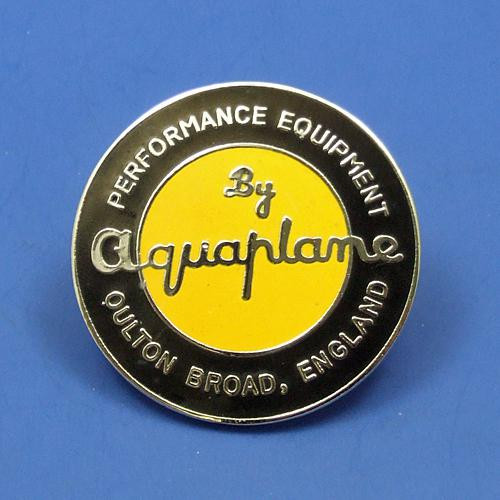 PERFORMANCE EQUIPMENT
By
aquaplane
OULTON BROAD, ENGLAND